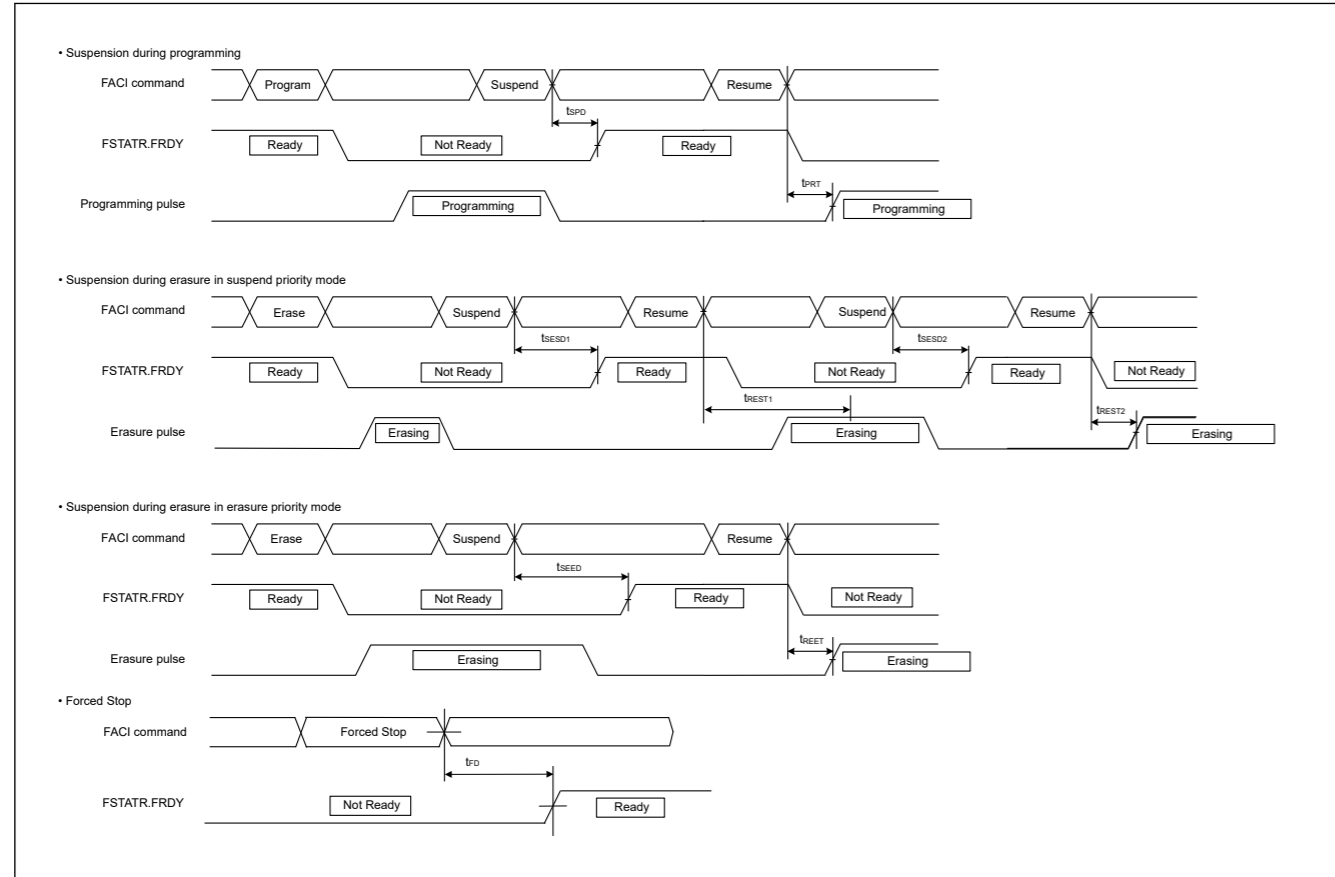 • Suspension during programming
FACI command Program Suspend Resume
tSPD
FSTATR.FRDY Ready Not Ready Ready
tPRT
Programming pulse Programming Programming
• Suspension during erasure in suspend priority mode
FACI command Erase Suspend Resume Suspend Resume
tSESD1 tSESD2
FSTATR.FRDY Ready Not Ready Ready Not Ready Ready Not Ready
tREST1 tREST2
Erasure pulse Erasing Erasing Erasing
• Suspension during erasure in erasure priority mode
FACI command Erase Suspend Resume
tSEED
FSTATR.FRDY Ready Not Ready Ready Not Ready
tREET
Erasure pulse Erasing Erasing
• Forced Stop
FACI command Forced Stop
tFD
FSTATR.FRDY Not Ready Ready